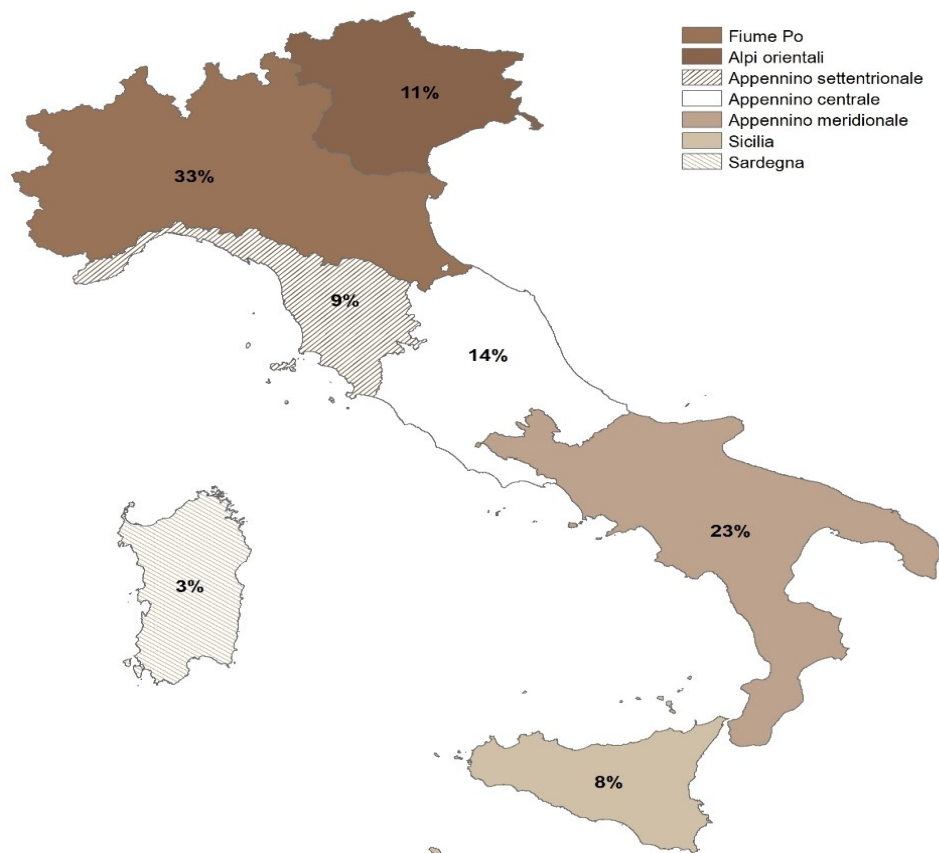 Fiume Po
Alpi orientali
Appennino settentrionale
Appennino centrale
Appennino meridionale
Sicilia
Sardegna
11%
33%
9%
14%
23%
3%
8%